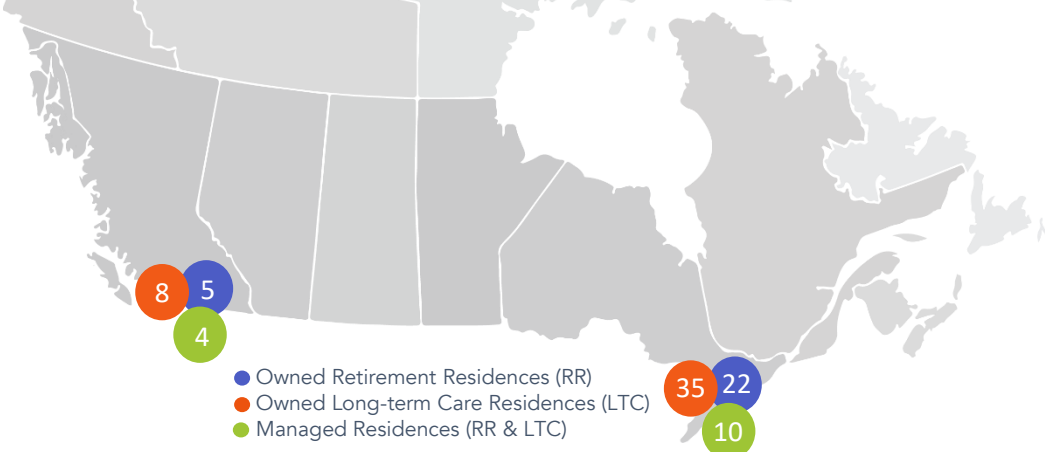 8
5
4
Owned Retirement Residences (RR)
Owned Long-term Care Residences (LTC)
Managed Residences (RR & LTC)
35
22
10